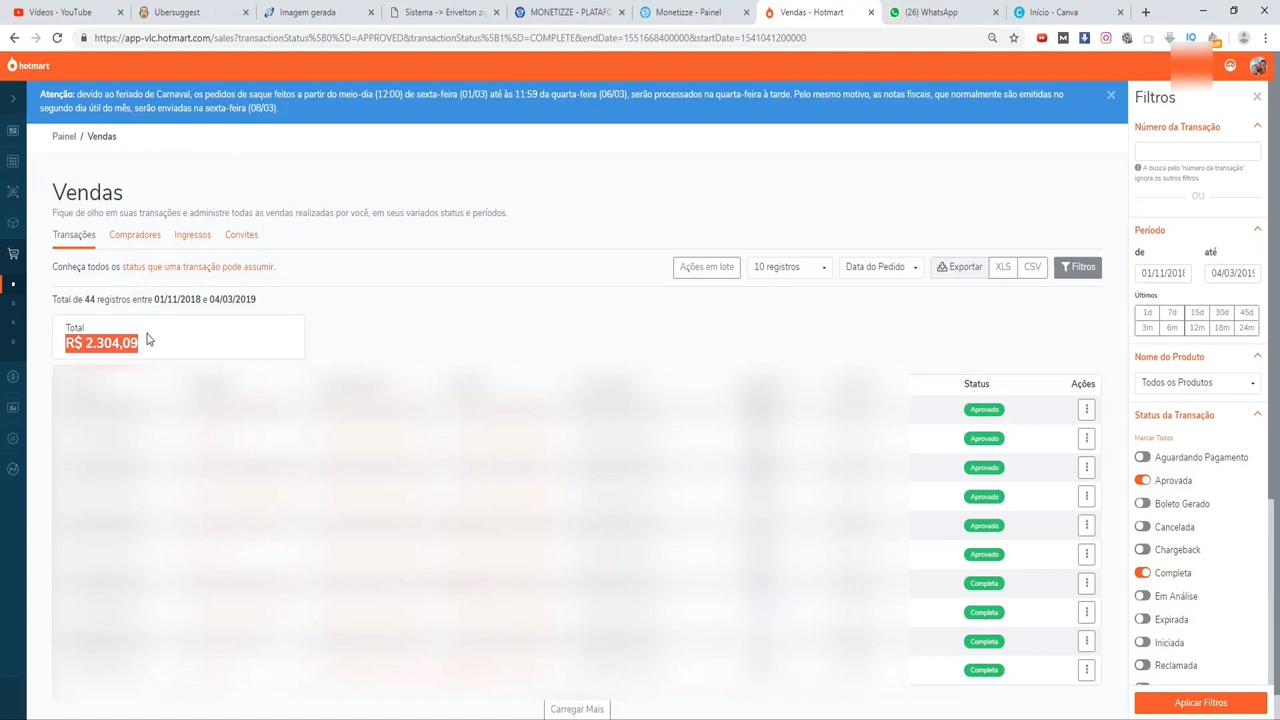 Vídeos - YouTube
Ubersuggest
Imagem gerada
Sistema -> Envelton zig
MONETIZZE - PLATAFO
Monetizze - Painel
Vendas - Hotmart
(26) WhatsApp
Início - Canva
https://app-vlc.hotmart.com/sales?transactionStatus%5B0%5D=APPROVED&transactionStatus%5B1%5D=COMPLETE&endDate=1551668400000&startDate=1541041200000
hotmart
Atenção: devido ao feriado de Carnaval, os pedidos de saque feitos a partir do meio-dia (12:00) de sexta-feira (01/03) até às 11:59 da quarta-feira (06/03), serão processados na quarta-feira à tarde. Pelo mesmo motivo, as notas fiscais, que normalmente são emitidas no
segundo dia útil do mês, serão enviadas na sexta-feira (08/03).
Painel / Vendas
Vendas
Fique de olho em suas transações e administre todas as vendas realizadas por você, em seus variados status e períodos.
Transações Compradores Ingressos Convites
Conheça todos os status que uma transação pode assumir.
Ações em lote
10 registros
Data do Pedido
Exportar
XLS
CSV
Filtros
Total de 44 registros entre 01/11/2018 e 04/03/2019
Total
R$ 2.304,09
Status
Ações
Aprovado
Aprovado
Aprovado
Aprovado
Aprovado
Aprovado
Completa
Completa
Completa
Completa
Carregar Mais
Filtros
Número da Transação
A busca pelo 'número da transação'
ignora os outros filtros.
OU
Período
de até
01/11/2018 04/03/2019
Últimos
1d 7d 15d 30d 45d
3m 6m 12m 18m 24m
Nome do Produto
Todos os Produtos
Status da Transação
Marcar Todos
Aguardando Pagamento
Aprovada
Boleto Gerado
Cancelada
Chargeback
Completa
Em Análise
Expirada
Iniciada
Reclamada
Aplicar Filtros